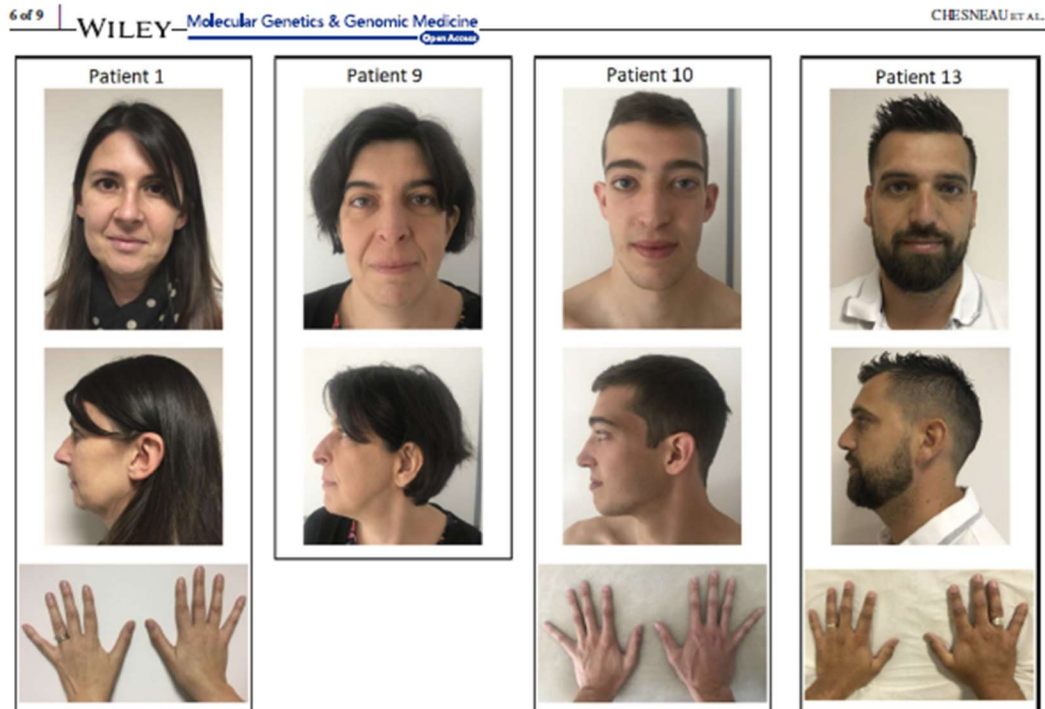 6 of 9
WILEY
Molecular Genetics & Genomic Medicine
Open Access
CHESNEAU ET AL.
Patient 1
Patient 9
Patient 10
Patient 13